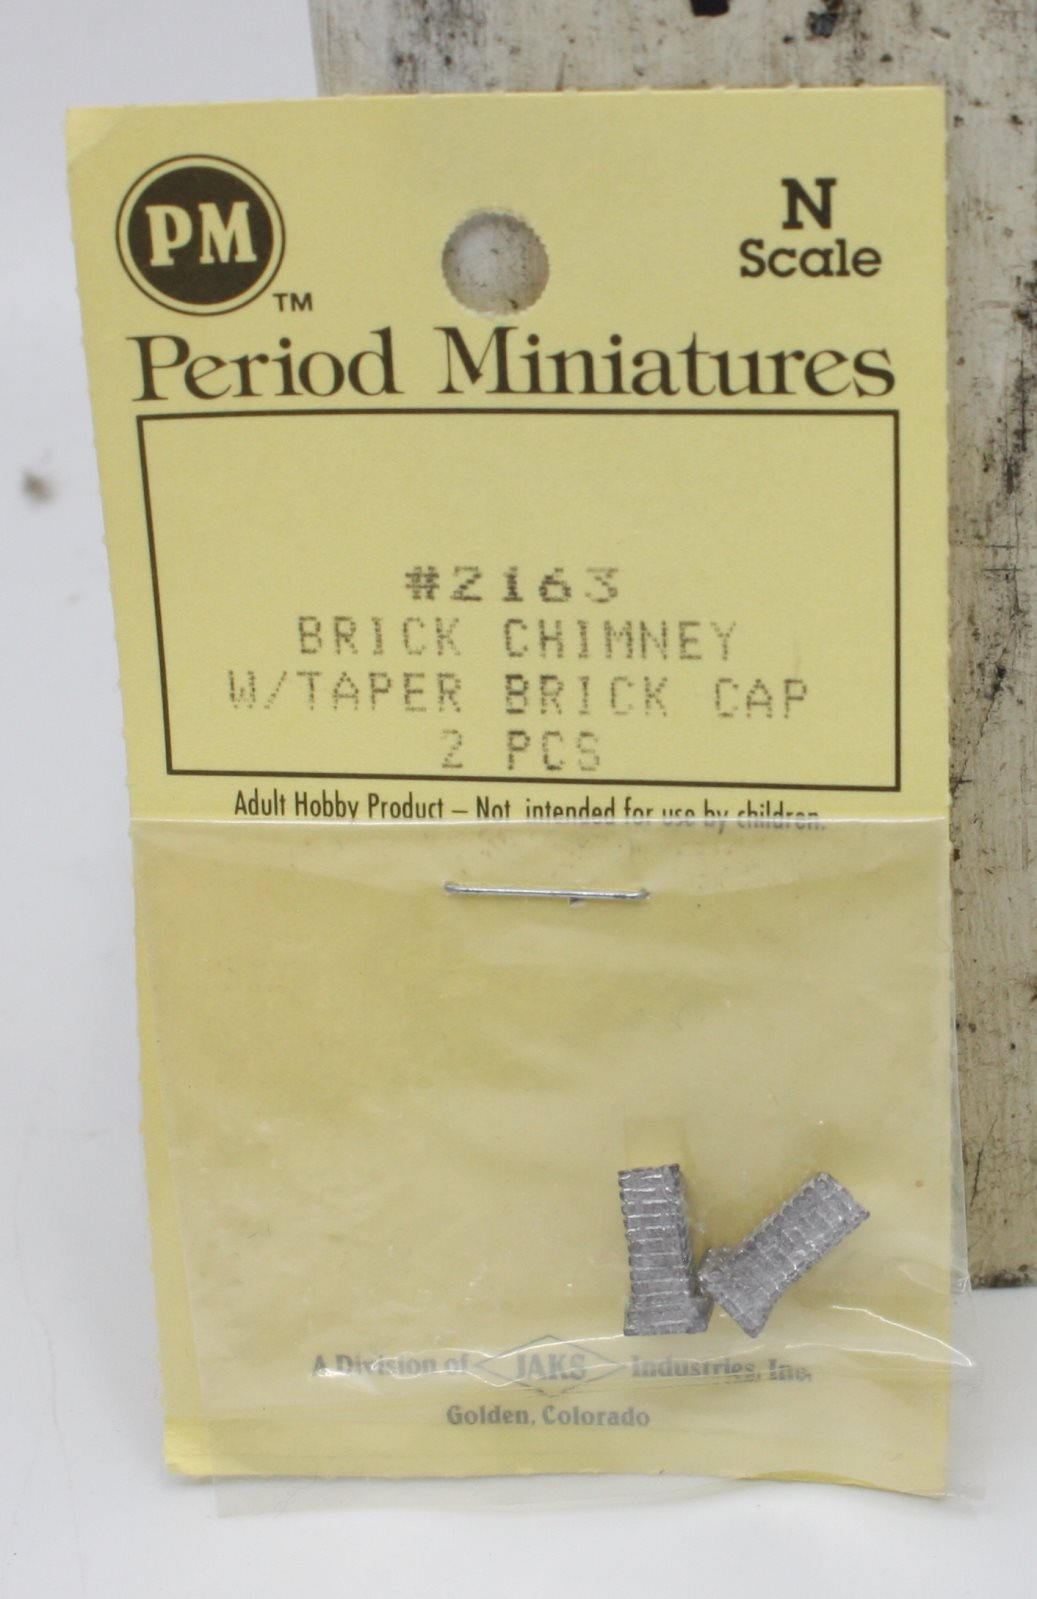 PM
TM
N
Scale
Period Miniatures
#2163
BRICK CHIMNEY
W/TAPER BRICK CAP
2 PCS
Adult Hobby Product – Not intended for use by children.
A Division of JAKS Industries, Inc.
Golden, Colorado